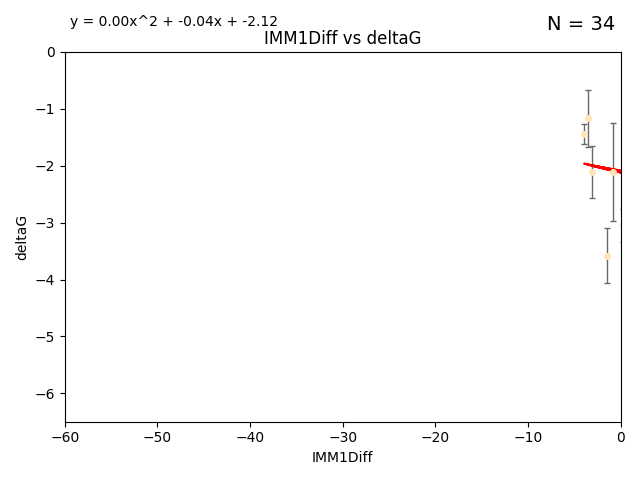 y = 0.00x^2 + -0.04x + -2.12
N = 34
IMM1Diff vs deltaG
0
−1
−2
−3
−4
−5
−6
deltaG
−60
−50
−40
−30
−20
−10
0
IMM1Diff